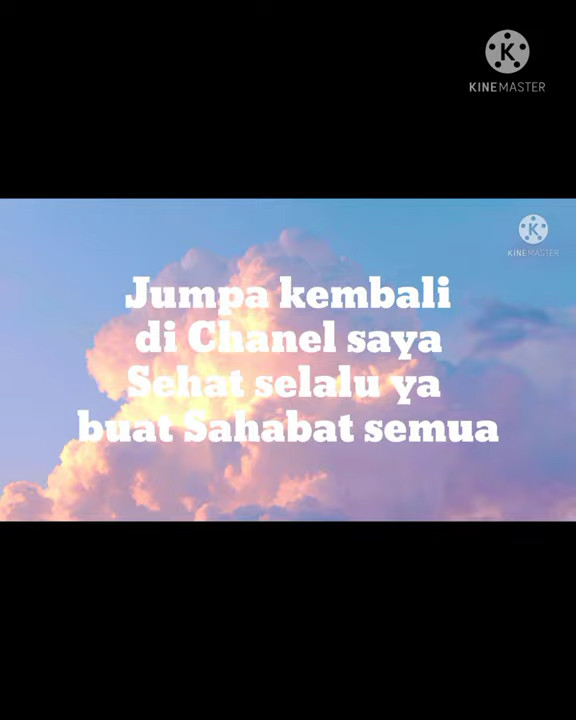 KINEMASTER
KINEMASTER
Jumpa kembali
di Chanel saya
Sehat selalu ya
buat Sahabat semua